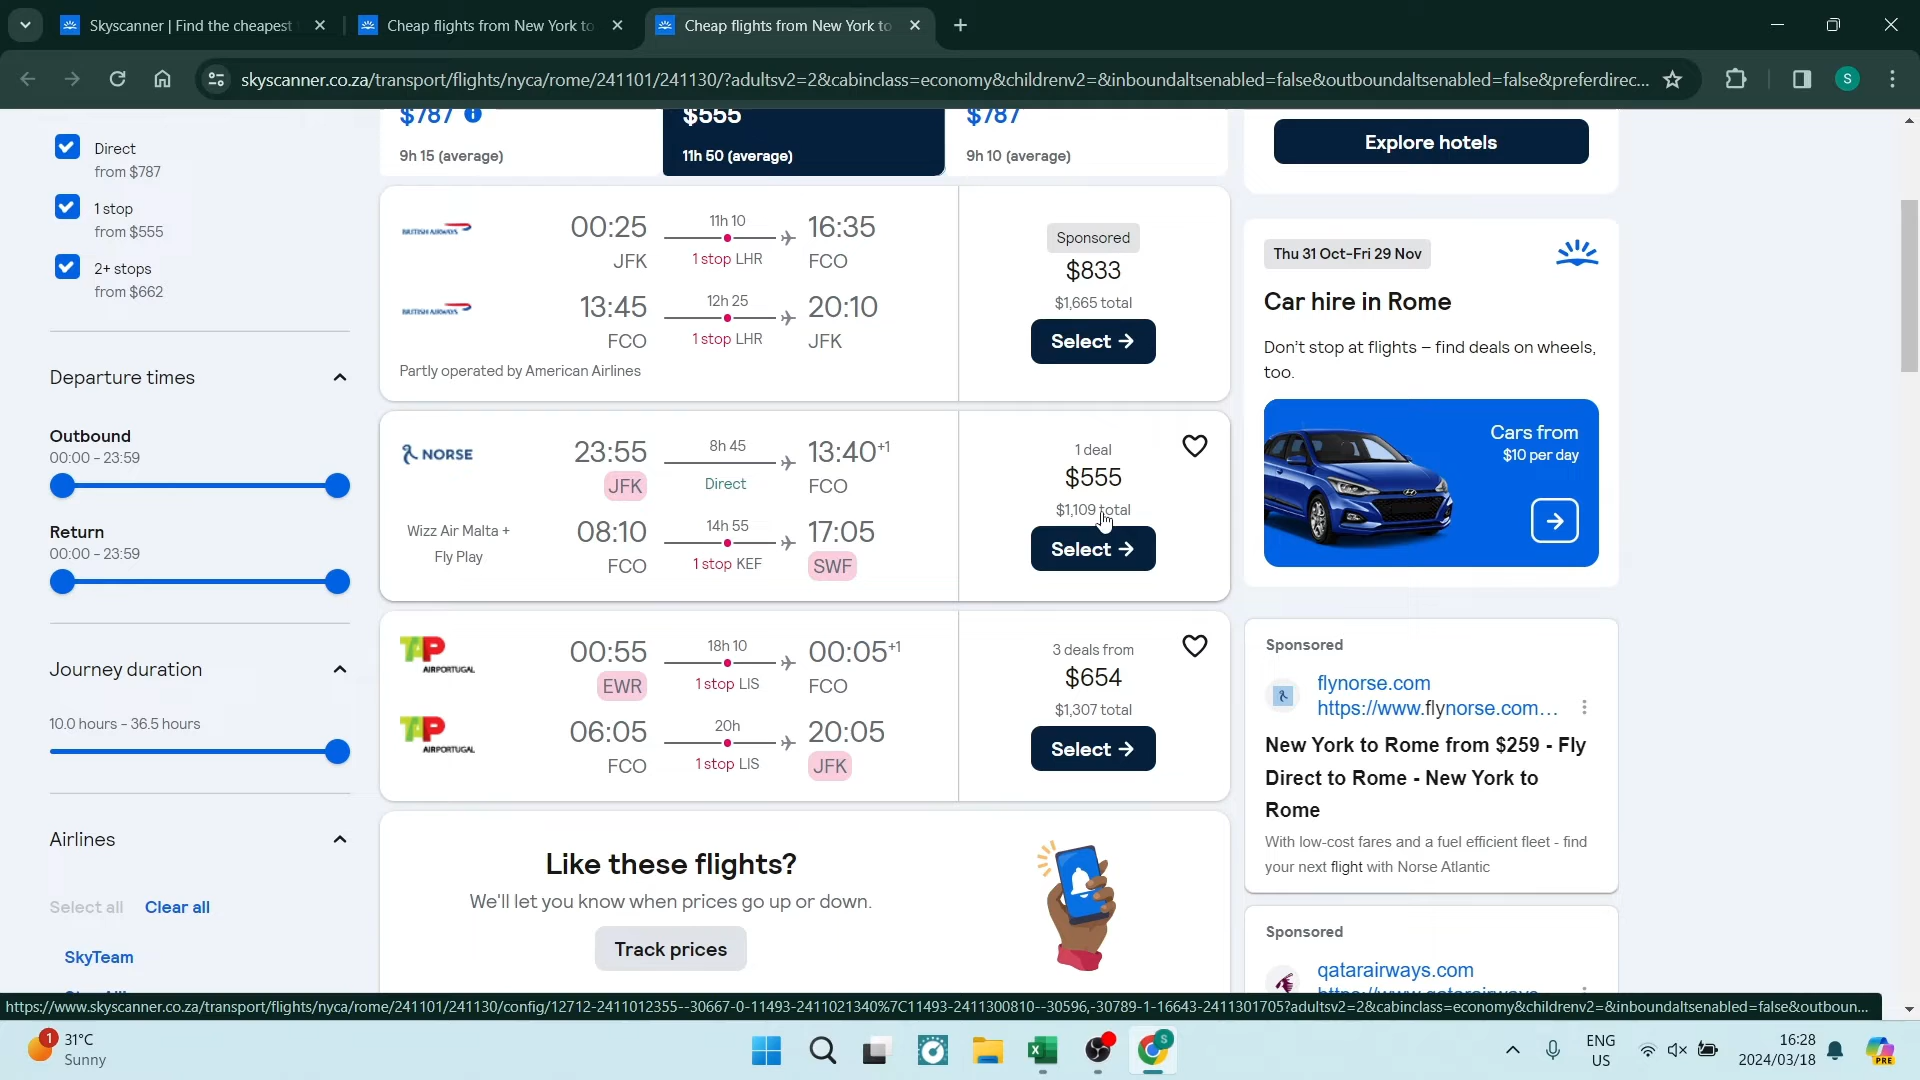 Skyscanner | Find the cheapest
Cheap flights from New York to
Cheap flights from New York to
skyscanner.co.za/transport/flights/nyca/rome/241101/241130/?adultsv2=2&cabinclass=economy&childrenv2=&inboundaltsenabled=false&outboundaltsenabled=false&preferdirec...
S
Direct
from $787
1 stop
from $555
2+ stops
from $662
Departure times
Outbound
00:00 - 23:59
Return
00:00 - 23:59
Journey duration
10.0 hours - 36.5 hours
Airlines
Select all Clear all
SkyTeam
$787
9h 15 (average)
$555
11h 50 (average)
$787
9h 10 (average)
BRITISH AIRWAYS
00:25
JFK
11h 10
1 stop LHR
16:35
FCO
BRITISH AIRWAYS
13:45
FCO
12h 25
1 stop LHR
20:10
JFK
Partly operated by American Airlines
Sponsored
$833
$1,665 total
Select →
NORSE
23:55
JFK
8h 45
Direct
13:40+1
FCO
Wizz Air Malta +
Fly Play
08:10
FCO
14h 55
1 stop KEF
17:05
SWF
1 deal
$555
$1,109 total
Select →
TAP
AIRPORTUGAL
00:55
EWR
18h 10
1 stop LIS
00:05+1
FCO
TAP
AIRPORTUGAL
06:05
FCO
20h
1 stop LIS
20:05
JFK
3 deals from
$654
$1,307 total
Select →
Like these flights?
We'll let you know when prices go up or down.
Track prices
Explore hotels
Thu 31 Oct-Fri 29 Nov
Car hire in Rome
Don't stop at flights – find deals on wheels,
too.
Cars from
$10 per day
Sponsored
flynorse.com
https://www.flynorse.com...
New York to Rome from $259 - Fly
Direct to Rome - New York to
Rome
With low-cost fares and a fuel efficient fleet - find
your next flight with Norse Atlantic
Sponsored
qatarairways.com
https://www.skyscanner.co.za/transport/flights/nyca/rome/241101/241130/config/12712-2411012355--30667-0-11493-2411021340%7C11493-2411300810--30596,-30789-1-16643-2411301705?adultsv2=2&cabinclass=economy&childrenv2=&inboundaltsenabled=false&outboun...
1
31°C
Sunny
ENG
US
16:28
2024/03/18
PRE